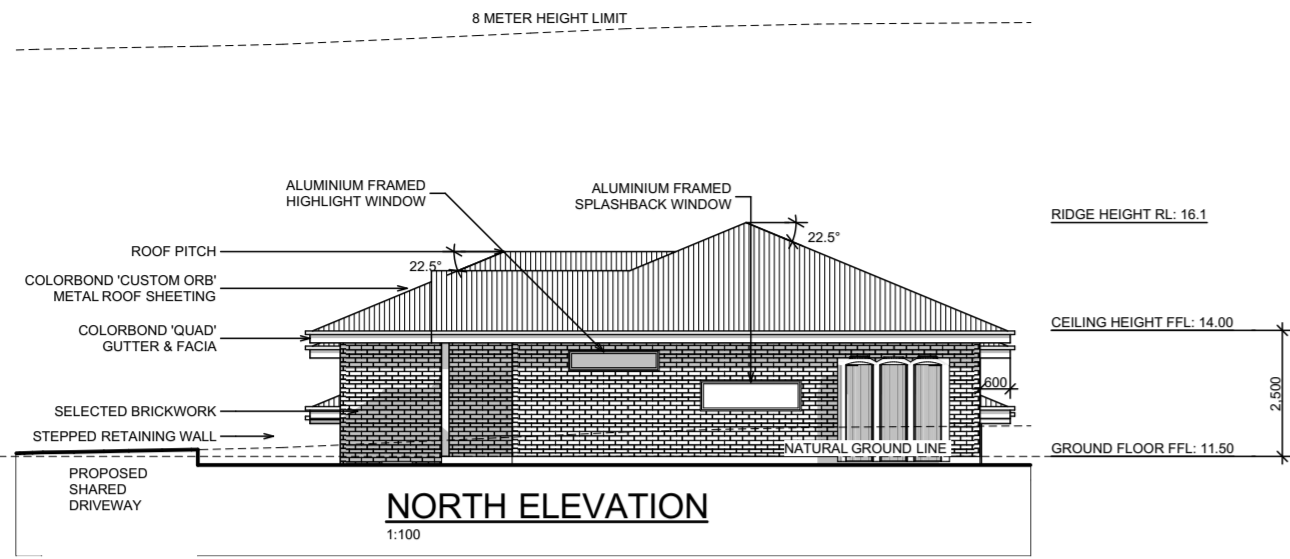 8 METER HEIGHT LIMIT
ALUMINIUM FRAMED
HIGHLIGHT WINDOW
ALUMINIUM FRAMED
SPLASHBACK WINDOW
RIDGE HEIGHT RL: 16.1
22.5°
ROOF PITCH
22.5°
COLORBOND 'CUSTOM ORB'
METAL ROOF SHEETING
COLORBOND 'QUAD'
GUTTER & FACIA
CEILING HEIGHT FFL: 14.00
600
2,500
SELECTED BRICKWORK
STEPPED RETAINING WALL
NATURAL GROUND LINE
GROUND FLOOR FFL: 11.50
PROPOSED
SHARED
DRIVEWAY
NORTH ELEVATION
1:100